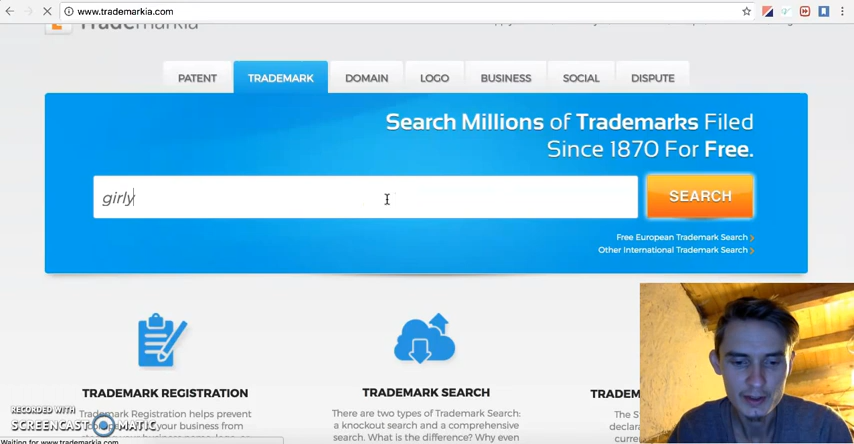 www.trademarkia.com
Trademarkia
PATENT
TRADEMARK
DOMAIN
LOGO
BUSINESS
SOCIAL
DISPUTE
Search Millions of Trademarks Filed
Since 1870 For Free.
girly
SEARCH
Free European Trademark Search
Other International Trademark Search
TRADEMARK REGISTRATION
TRADEMARK SEARCH
TRADEM
Trademark Registration helps prevent
your business from
There are two types of Trademark Search:
a knockout search and a comprehensive
search. What is the difference? Why even
The S
declara
curren
RECORDED WITH
SCREENCAST MATIC
Waiting for www.trademarkia.com